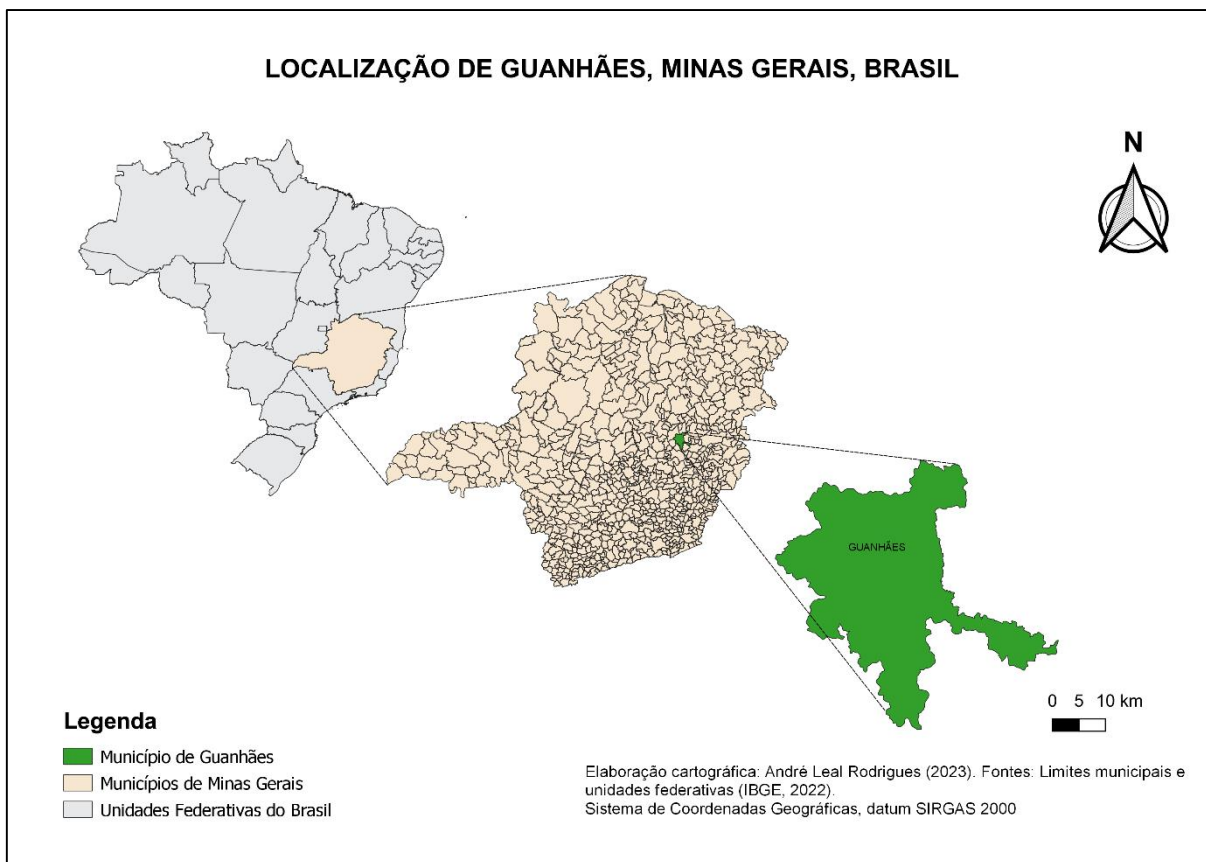 LOCALIZAÇÃO DE GUANHÃES, MINAS GERAIS, BRASIL
N
GUANHÃES
0 5 10 km
Legenda
Município de Guanhães
Municípios de Minas Gerais
Unidades Federativas do Brasil
Elaboração cartográfica: André Leal Rodrigues (2023). Fontes: Limites municipais e
unidades federativas (IBGE, 2022).
Sistema de Coordenadas Geográficas, datum SIRGAS 2000